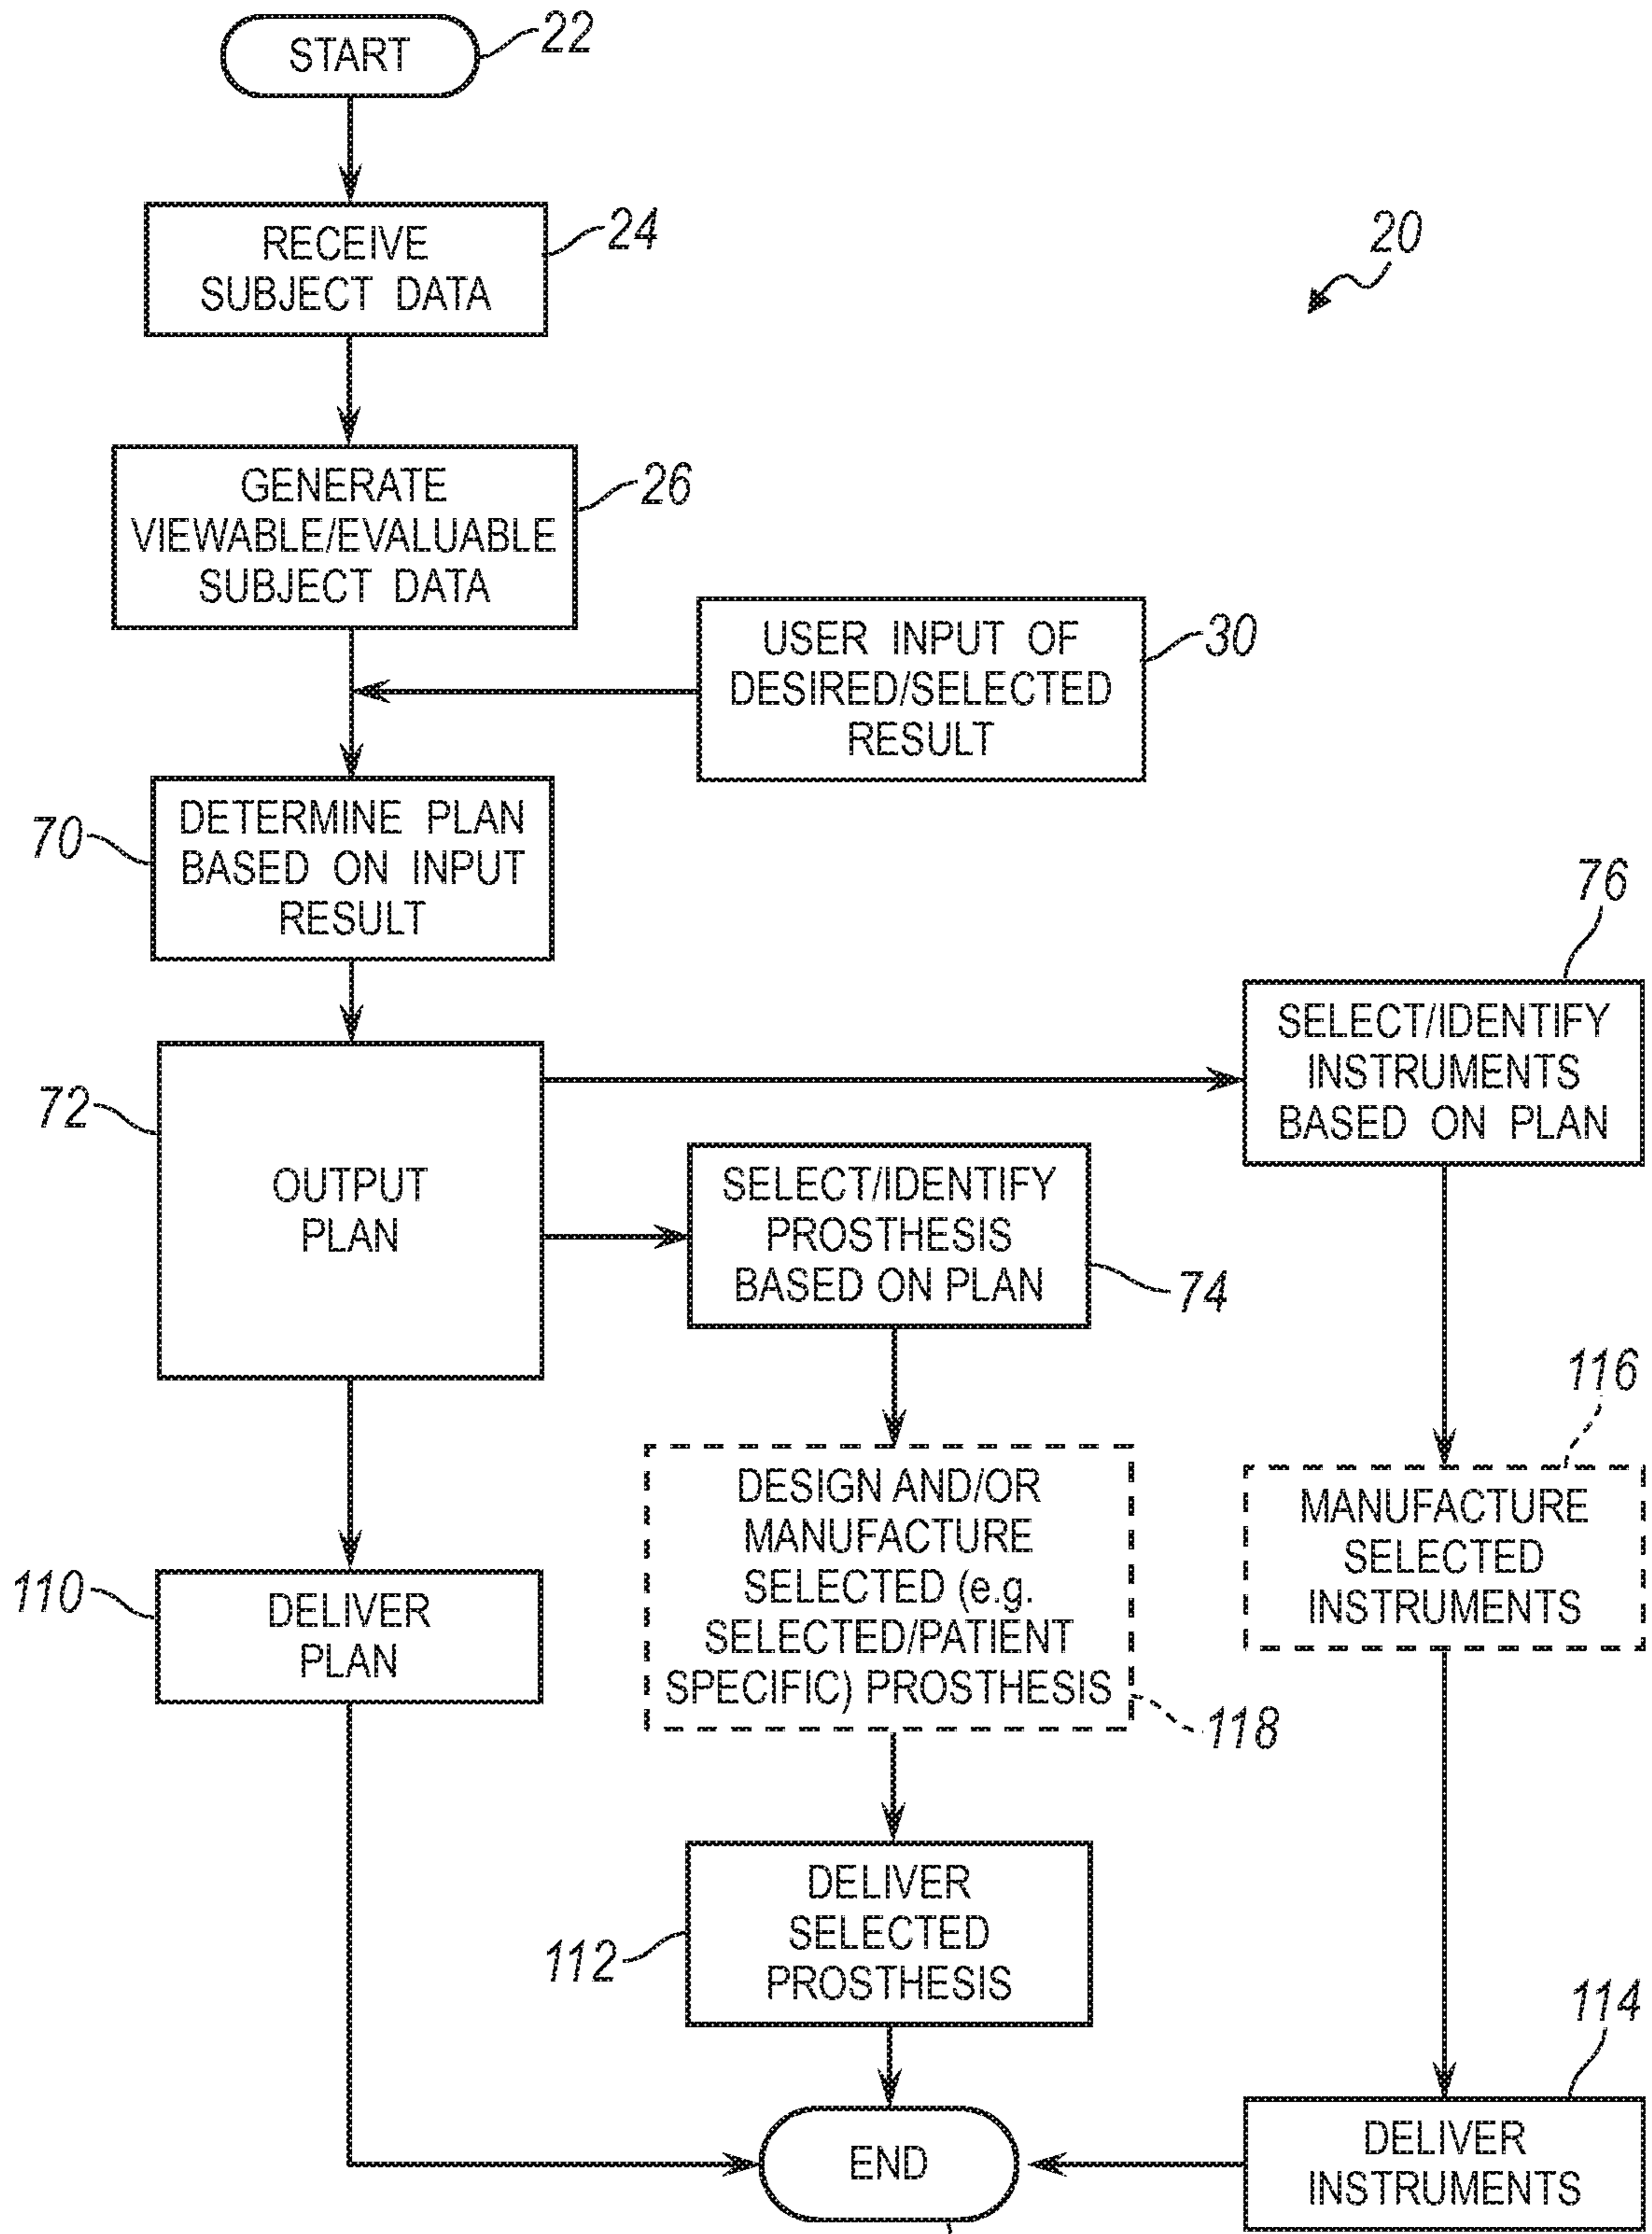 START
22
RECEIVE
SUBJECT DATA
24
20
GENERATE
VIEWABLE/EVALUABLE
SUBJECT DATA
26
USER INPUT OF
DESIRED/SELECTED
RESULT
30
70
DETERMINE PLAN
BASED ON INPUT
RESULT
76
SELECT/IDENTIFY
INSTRUMENTS
BASED ON PLAN
72
OUTPUT
PLAN
SELECT/IDENTIFY
PROSTHESIS
BASED ON PLAN
74
116
DESIGN AND/OR
MANUFACTURE
SELECTED (e.g.
SELECTED/PATIENT
SPECIFIC) PROSTHESIS
118
MANUFACTURE
SELECTED
INSTRUMENTS
110
DELIVER
PLAN
DELIVER
SELECTED
PROSTHESIS
112
114
END
DELIVER
INSTRUMENTS